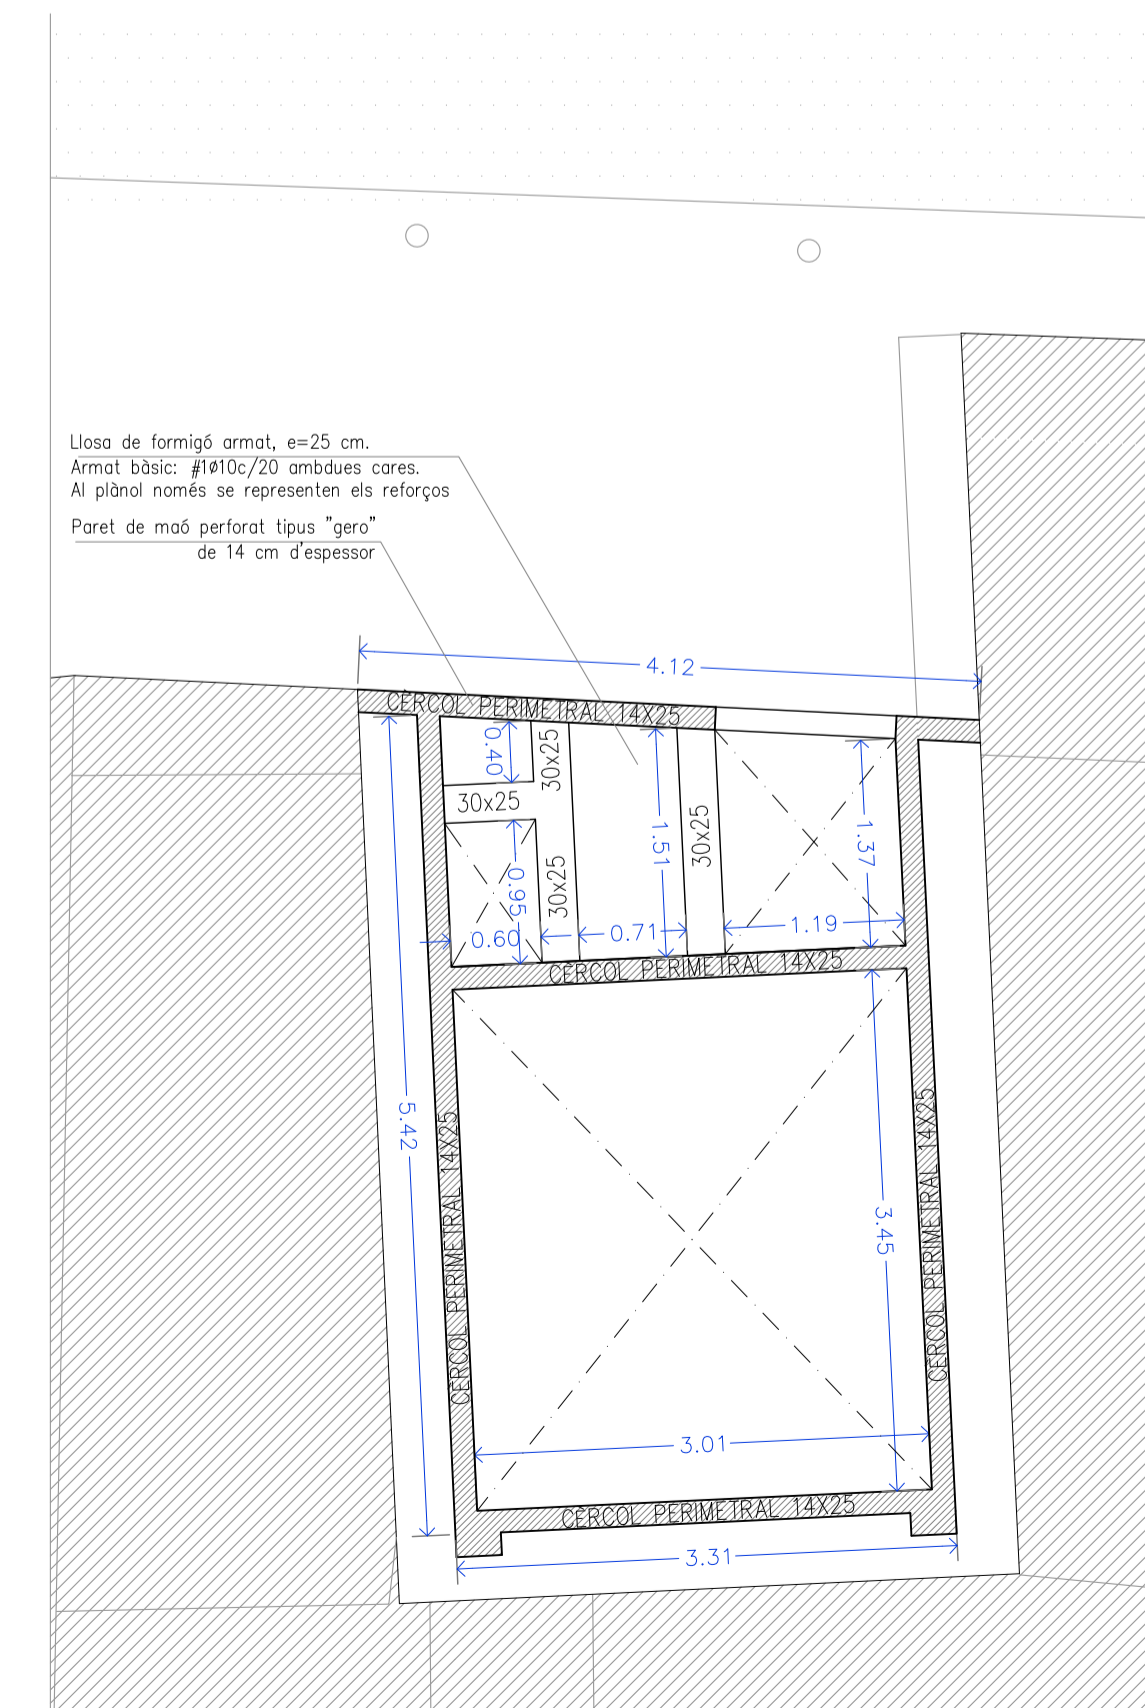 Llosa de formigó armat, e=25 cm.
Armat bàsic: #1ø10c/20 ambdues cares.
Al plànol només se representen els reforços
Paret de maó perforat tipus "gero"
de 14 cm d'espessor
4.12
CÈRCOL PERIMETRAL 14X25
0.40
30x25
30x25
1.51
30x25
1.37
0.95
30x25
0.60
0.71
1.19
CÈRCOL PERIMETRAL 14X25
5.42
CÈRCOL PERIMETRAL 14X25
3.45
CÈRCOL PERIMETRAL 14X25
3.01
CÈRCOL PERIMETRAL 14X25
3.31